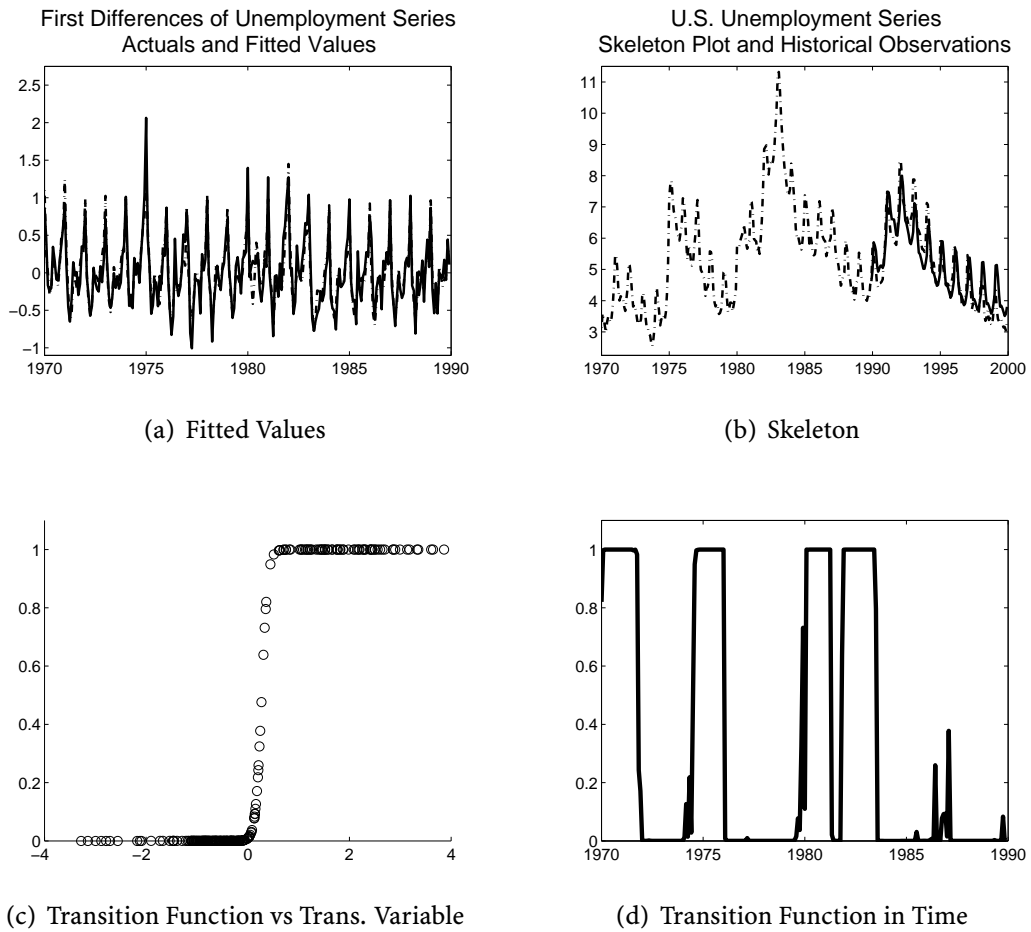 First Differences of Unemployment Series
Actuals and Fitted Values
2.5
2
1.5
1
0.5
0
−0.5
−1
1970 1975 1980 1985 1990
(a) Fitted Values
U.S. Unemployment Series
Skeleton Plot and Historical Observations
11
10
9
8
7
6
5
4
3
1970 1975 1980 1985 1990 1995 2000
(b) Skeleton
1
0.8
0.6
0.4
0.2
0
−4 −2 0 2 4
(c) Transition Function vs Trans. Variable
1
0.8
0.6
0.4
0.2
0
1970 1975 1980 1985 1990
(d) Transition Function in Time